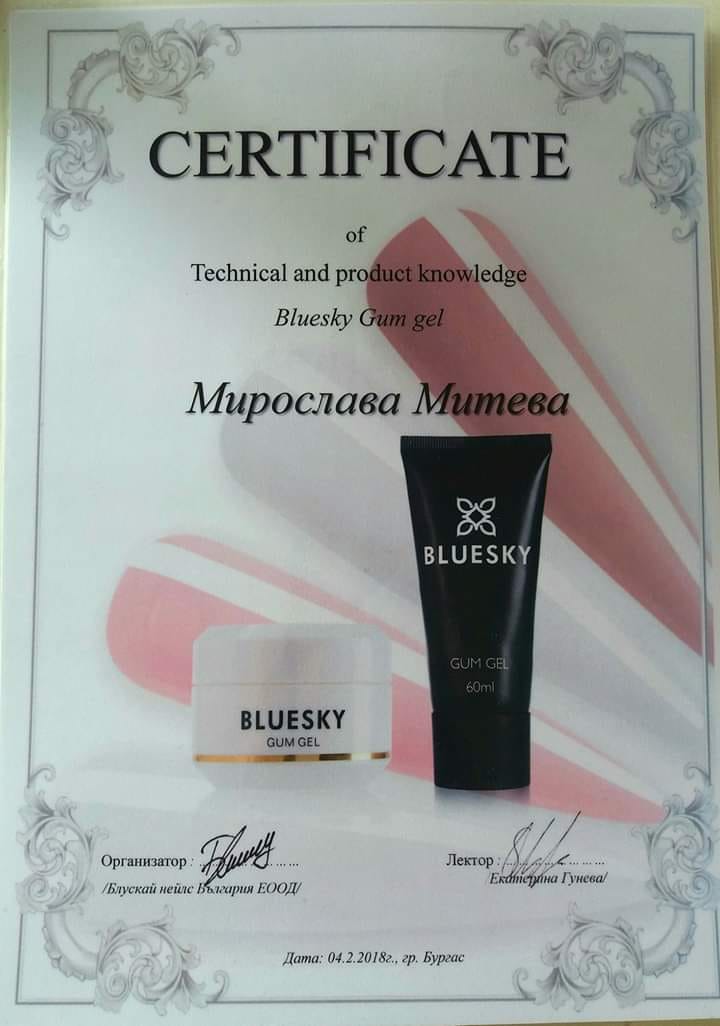 CERTIFICATE
of
Technical and product knowledge
Bluesky Gum gel
Мирослава Митева
BLUESKY
GUM GEL
60ml
BLUESKY
GUM GEL
Организатор : ..................
/Блускай нейлс България ЕООД/
Лектор : ..................
/Екатерина Гунева/
Дата: 04.2.2018г., гр. Бургас